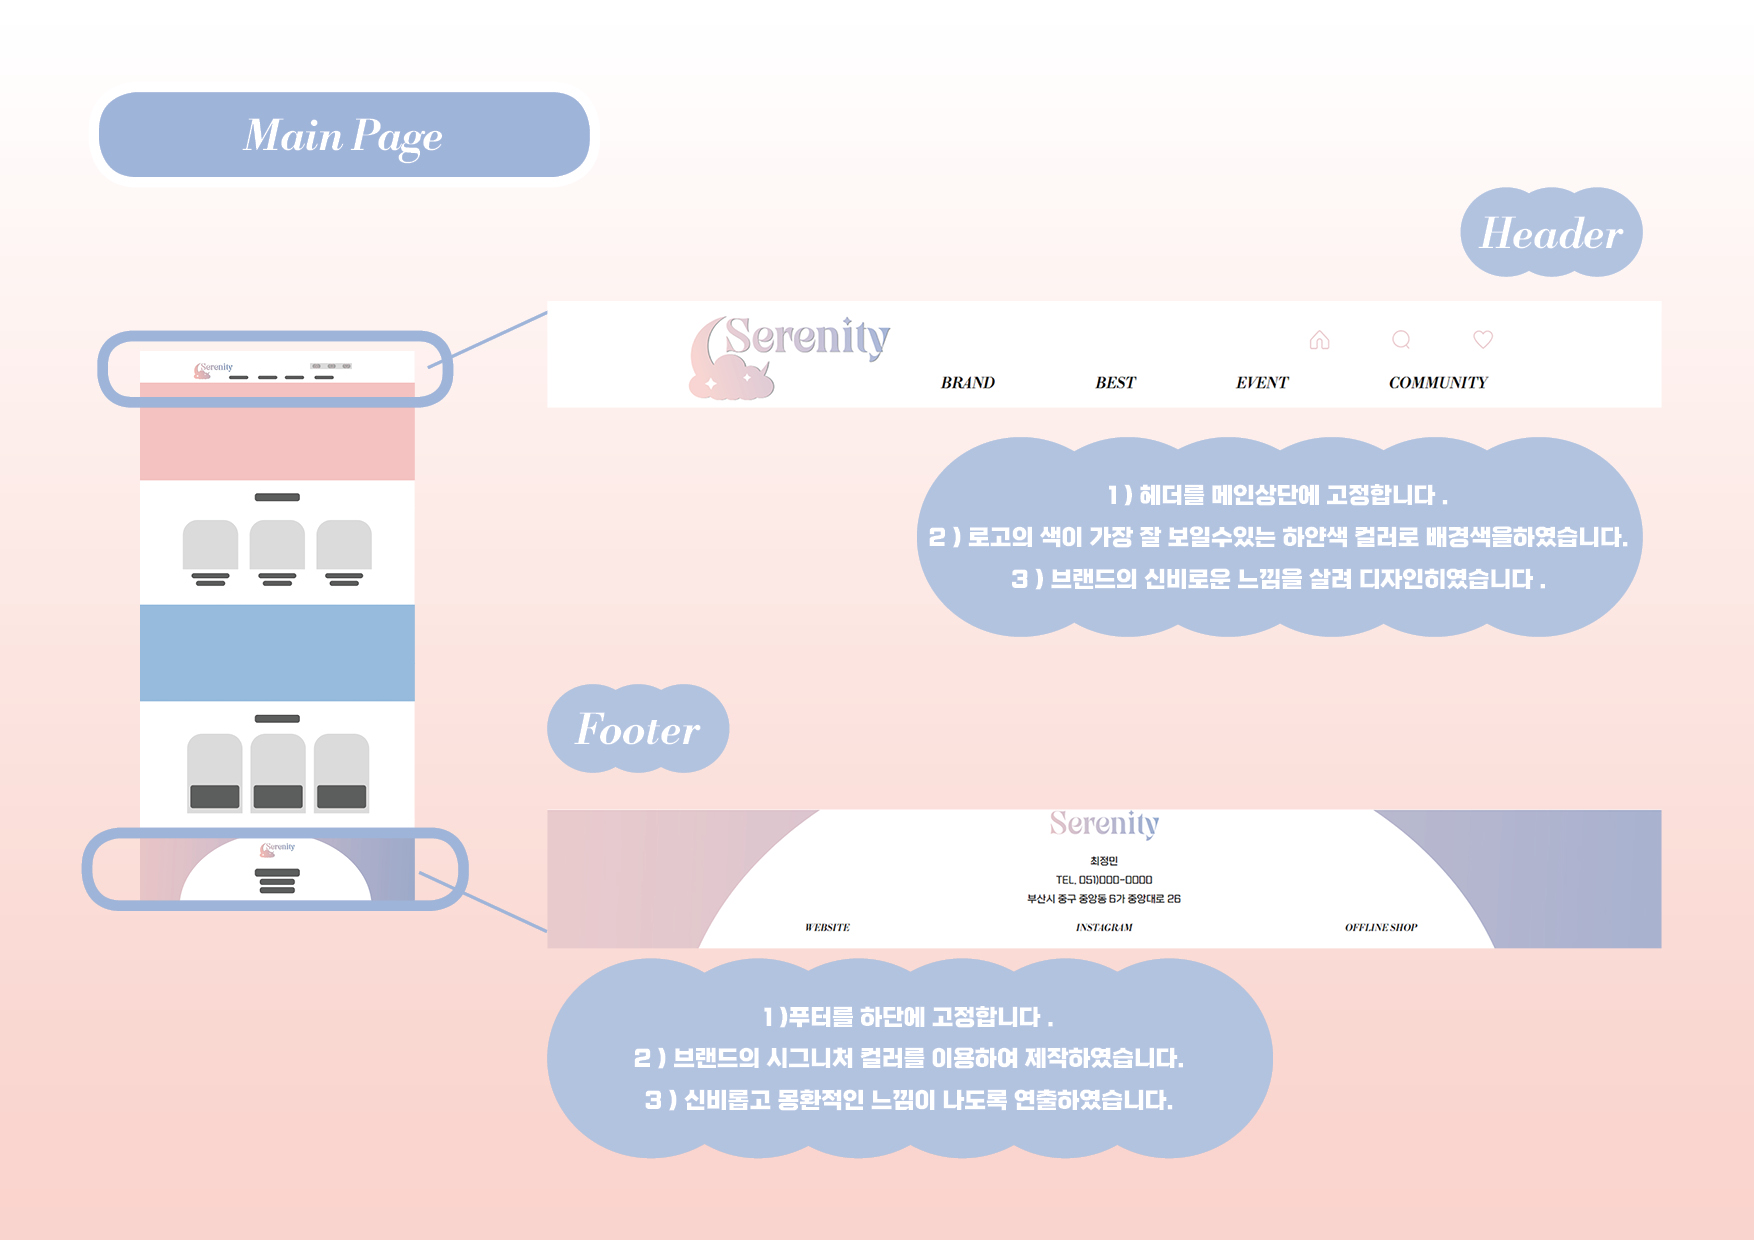 Main Page
Header
Serenity
BRAND BEST EVENT COMMUNITY
Serenity
1 ) 헤더를 메인상단에 고정합니다 .
2 ) 로고의 색이 가장 잘 보일수있는 하얀색 컬러로 배경색을하였습니다.
3 ) 브랜드의 신비로운 느낌을 살려 디자인히였습니다 .
Footer
Serenity
최정민
TEL. 051)000-0000
부산시 중구 중앙동 6가 중앙대로 26
WEBSITE INSTAGRAM OFFLINE SHOP
Serenity
1 )푸터를 하단에 고정합니다 .
2 ) 브랜드의 시그니처 컬러를 이용하여 제작하였습니다.
3 ) 신비롭고 몽환적인 느낌이 나도록 연출하였습니다.